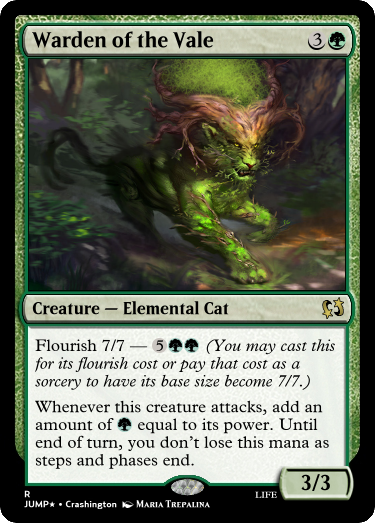 Warden of the Vale 3
Creature — Elemental Cat
Flourish 7/7 — 5 (You may cast this
for its flourish cost or pay that cost as a
sorcery to have its base size become 7/7.)
Whenever this creature attacks, add an
amount of equal to its power. Until
end of turn, you don't lose this mana as
steps and phases end.
3/3
R LIFE
JUMP★ • Crashington Maria Trepalina